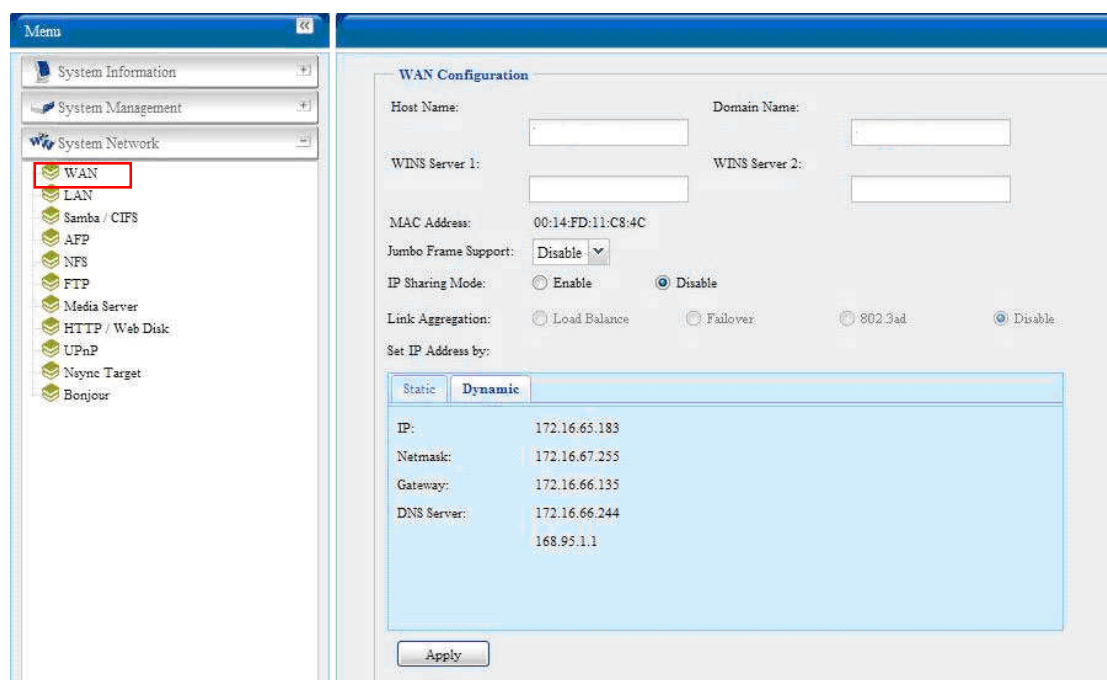 Menu
System Information
System Management
System Network
WAN
LAN
Samba / CIFS
AFP
NFS
FTP
Media Server
HTTP / Web Disk
UPnP
Nsync Target
Bonjour
WAN Configuration
Host Name: Domain Name:
WINS Server 1: WINS Server 2:
MAC Address: 00:14:FD:11:C8:4C
Jumbo Frame Support: Disable
IP Sharing Mode: Enable Disable
Link Aggregation: Load Balance Failover 802.3ad Disable
Set IP Address by:
Static Dynamic
IP: 172.16.65.183
Netmask: 172.16.67.255
Gateway: 172.16.66.135
DNS Server: 172.16.66.244
168.95.1.1
Apply